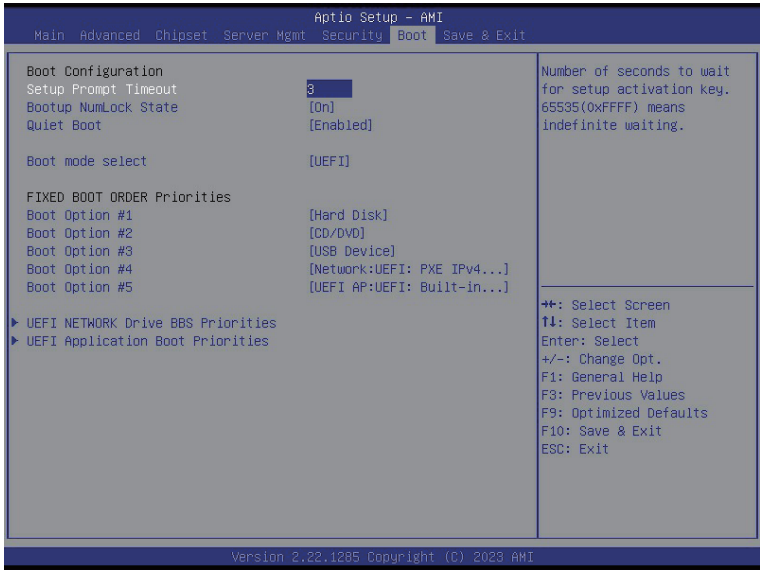 Aptio Setup – AMI
Main Advanced Chipset Server Mgmt Security Boot Save & Exit
Boot Configuration
Setup Prompt Timeout 3
Bootup NumLock State [On]
Quiet Boot [Enabled]
Boot mode select [UEFI]
FIXED BOOT ORDER Priorities
Boot Option #1 [Hard Disk]
Boot Option #2 [CD/DVD]
Boot Option #3 [USB Device]
Boot Option #4 [Network:UEFI: PXE IPv4...]
Boot Option #5 [UEFI AP:UEFI: Built-in...]
▶ UEFI NETWORK Drive BBS Priorities
▶ UEFI Application Boot Priorities
Number of seconds to wait
for setup activation key.
65535(0xFFFF) means
indefinite waiting.
→←: Select Screen
↑↓: Select Item
Enter: Select
+/-: Change Opt.
F1: General Help
F3: Previous Values
F9: Optimized Defaults
F10: Save & Exit
ESC: Exit
Version 2.22.1285 Copyright (C) 2023 AMI